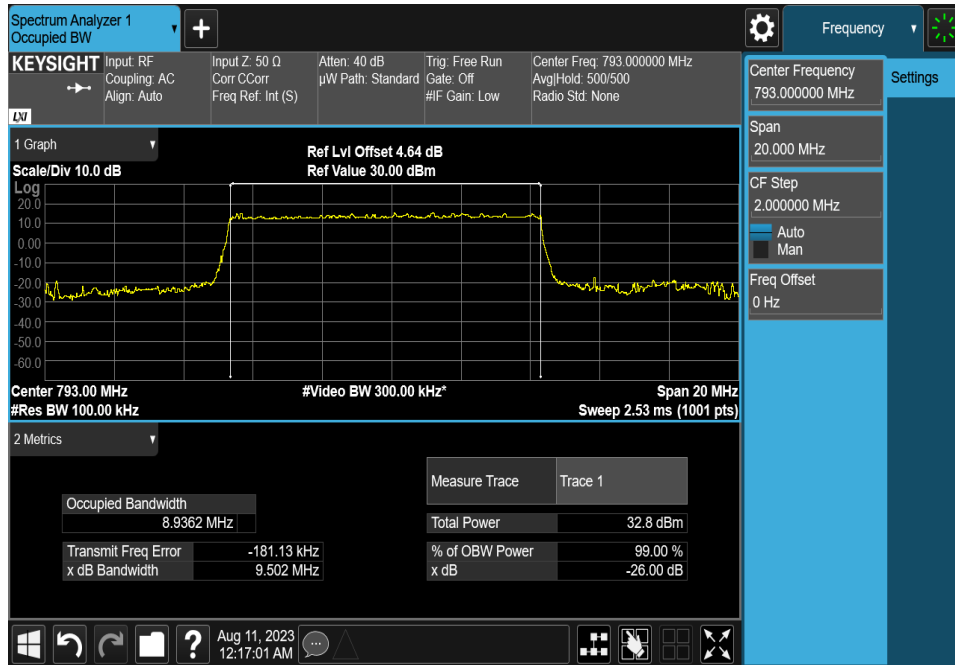 Spectrum Analyzer 1
Occupied BW
Frequency
KEYSIGHT
Input: RF
Coupling: AC
Align: Auto
Input Z: 50 Ω
Corr CCorr
Freq Ref: Int (S)
Atten: 40 dB
µW Path: Standard
Trig: Free Run
Gate: Off
#IF Gain: Low
Center Freq: 793.000000 MHz
Avg|Hold: 500/500
Radio Std: None
LXI
Center Frequency
793.000000 MHz
Settings
Span
20.000 MHz
CF Step
2.000000 MHz
Auto
Man
Freq Offset
0 Hz
1 Graph
Scale/Div 10.0 dB
Ref Lvl Offset 4.64 dB
Ref Value 30.00 dBm
Log
20.0
10.0
0.00
-10.0
-20.0
-30.0
-40.0
-50.0
-60.0
Center 793.00 MHz
#Video BW 300.00 kHz*
Span 20 MHz
#Res BW 100.00 kHz
Sweep 2.53 ms (1001 pts)
2 Metrics
Measure Trace
Trace 1
Occupied Bandwidth
8.9362 MHz
Total Power
32.8 dBm
Transmit Freq Error
-181.13 kHz
% of OBW Power
99.00 %
x dB Bandwidth
9.502 MHz
x dB
-26.00 dB
?
Aug 11, 2023
12:17:01 AM